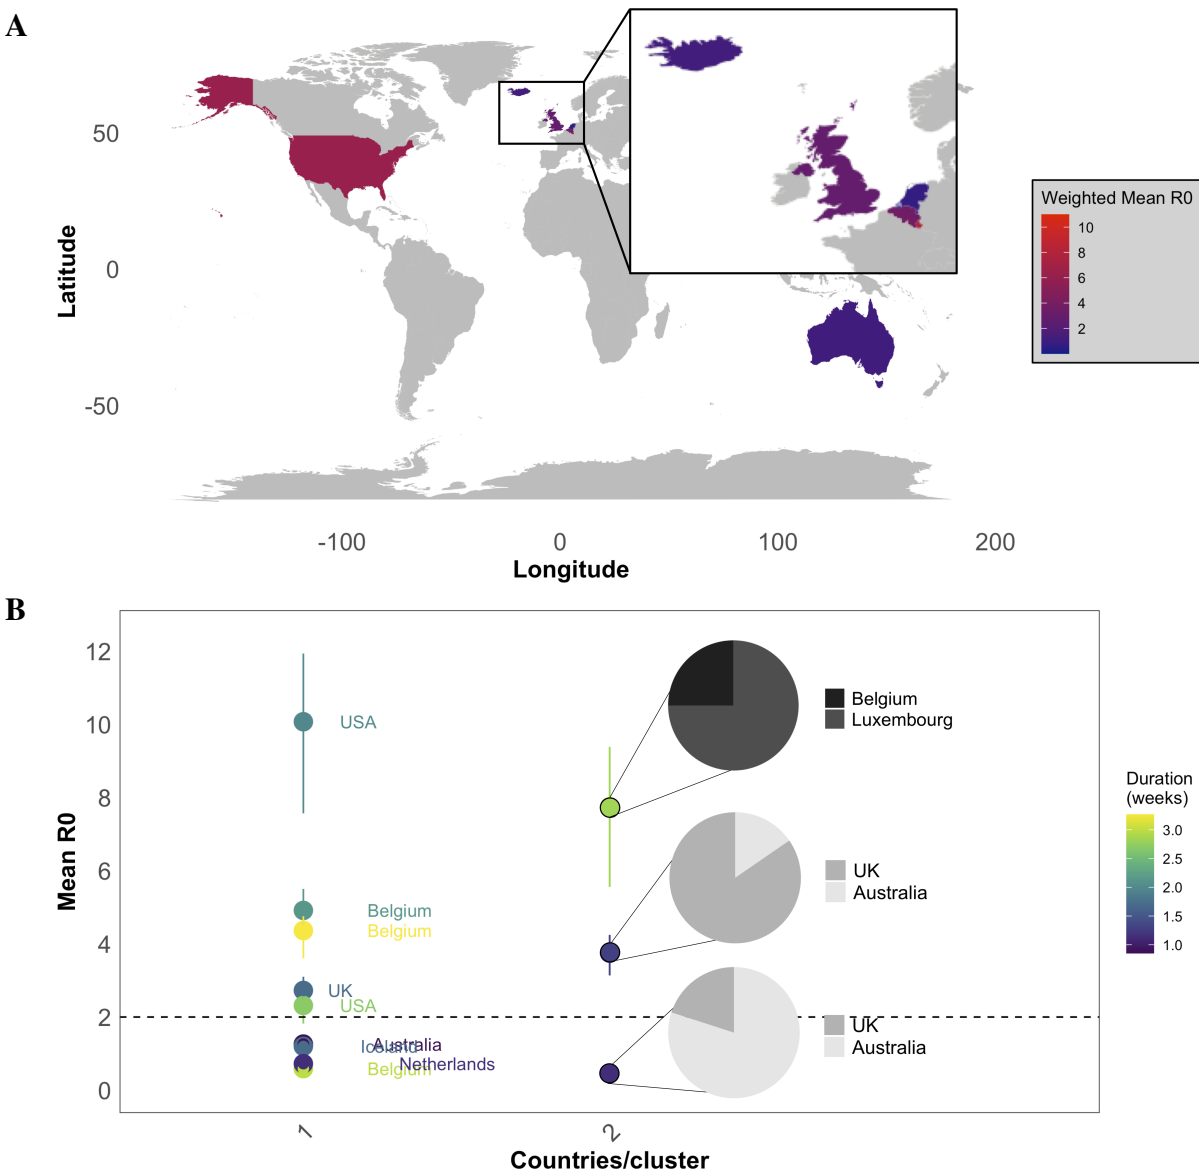 A
50
0
-50
Latitude
-100 0 100 200
Longitude
Weighted Mean R0
10
8
6
4
2
B
12
10
8
6
4
2
0
Mean R0
USA
Belgium
Belgium
UK
USA
Australia
Iceland
Netherlands
Belgium
Belgium
Luxembourg
UK
Australia
UK
Australia
1 2
Countries/cluster
Duration
(weeks)
3.0
2.5
2.0
1.5
1.0